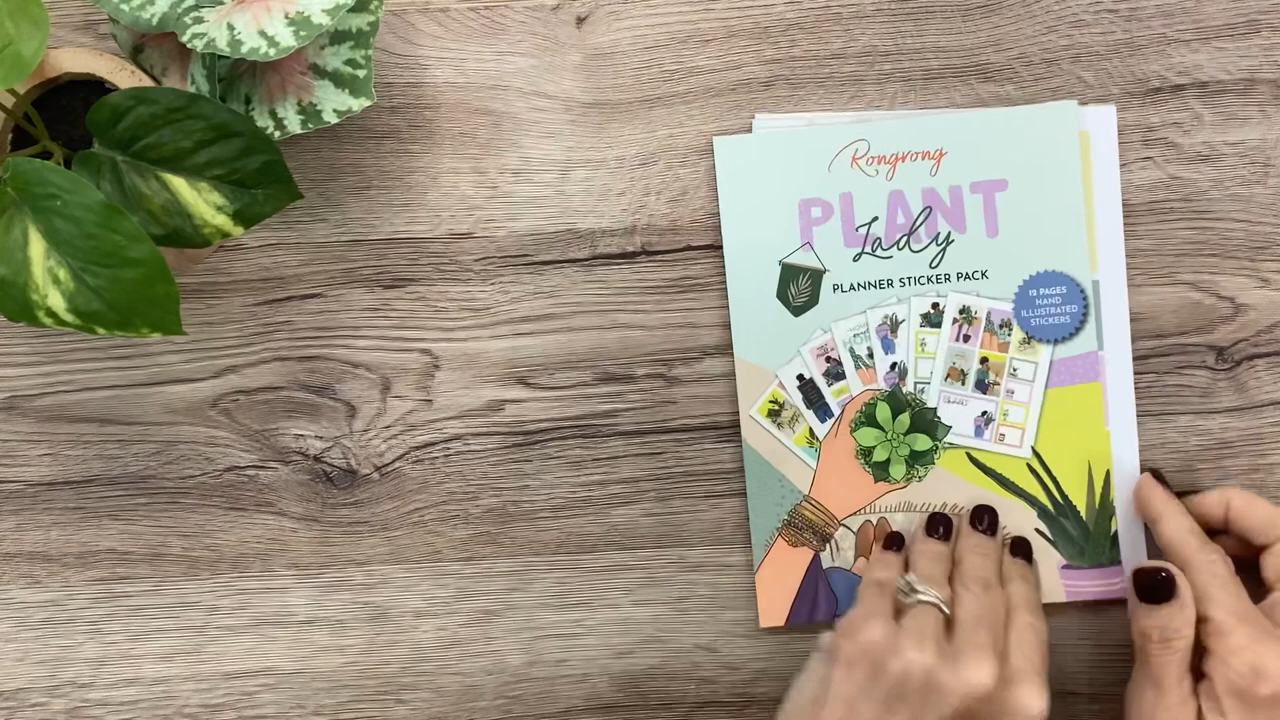 Rongrong
PLANT
Lady
PLANNER STICKER PACK
12 PAGES
HAND
ILLUSTRATED
STICKERS